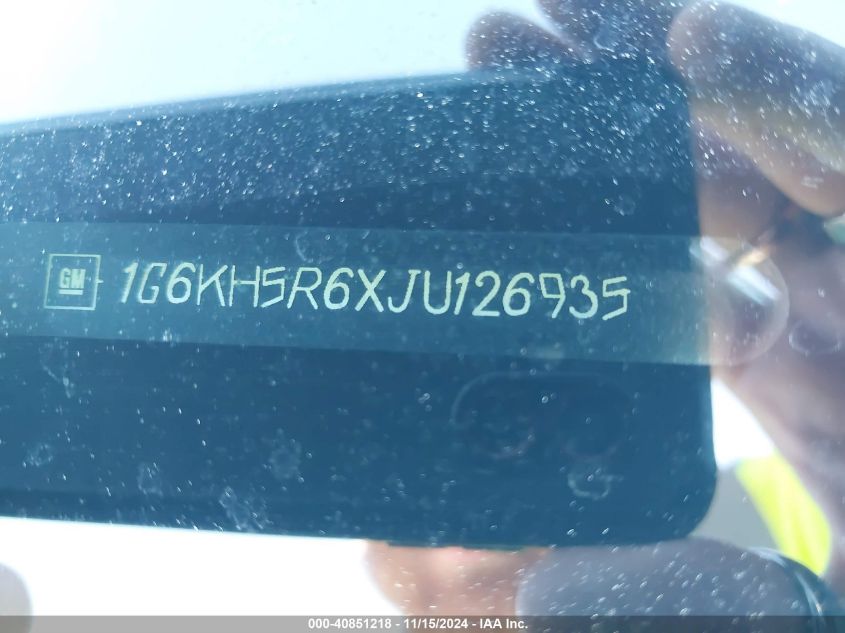 GM 1G6KH5R6XJU126935
000-40851218 - 11/15/2024 - IAA Inc.